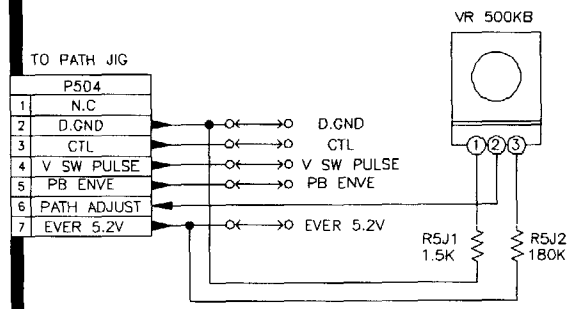 VR 500KB
TO PATH JIG
P504
1 N.C
2 D.GND D.GND
3 CTL CTL
4 V SW PULSE V SW PULSE
5 PB ENVE PB ENVE
6 PATH ADJUST
7 EVER 5.2V EVER 5.2V
1 2 3
R5J1
1.5K
R5J2
180K